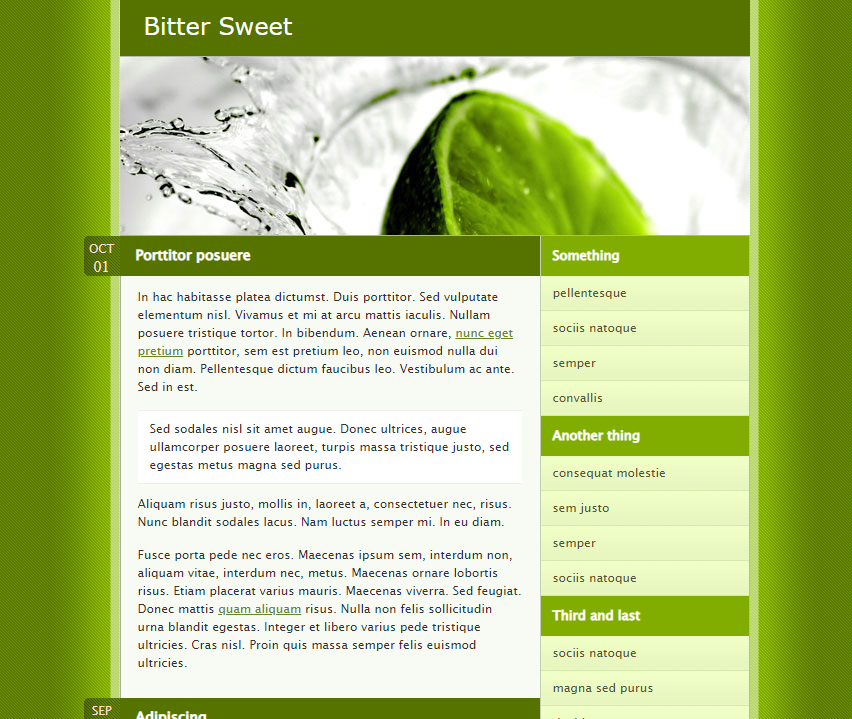 Bitter Sweet
OCT
01
Porttitor posuere
In hac habitasse platea dictumst. Duis porttitor. Sed vulputate
elementum nisl. Vivamus et mi at arcu mattis iaculis. Nullam
posuere tristique tortor. In bibendum. Aenean ornare, nunc eget
pretium porttitor, sem est pretium leo, non euismod nulla dui
non diam. Pellentesque dictum faucibus leo. Vestibulum ac ante.
Sed in est.
Sed sodales nisl sit amet augue. Donec ultrices, augue
ullamcorper posuere laoreet, turpis massa tristique justo, sed
egestas metus magna sed purus.
Aliquam risus justo, mollis in, laoreet a, consectetuer nec, risus.
Nunc blandit sodales lacus. Nam luctus semper mi. In eu diam.
Fusce porta pede nec eros. Maecenas ipsum sem, interdum non,
aliquam vitae, interdum nec, metus. Maecenas ornare lobortis
risus. Etiam placerat varius mauris. Maecenas viverra. Sed feugiat.
Donec mattis quam aliquam risus. Nulla non felis sollicitudin
urna blandit egestas. Integer et libero varius pede tristique
ultricies. Cras nisl. Proin quis massa semper felis euismod
ultricies.
SEP
Adipiscing
Something
pellentesque
sociis natoque
semper
convallis
Another thing
consequat molestie
sem justo
semper
sociis natoque
Third and last
sociis natoque
magna sed purus